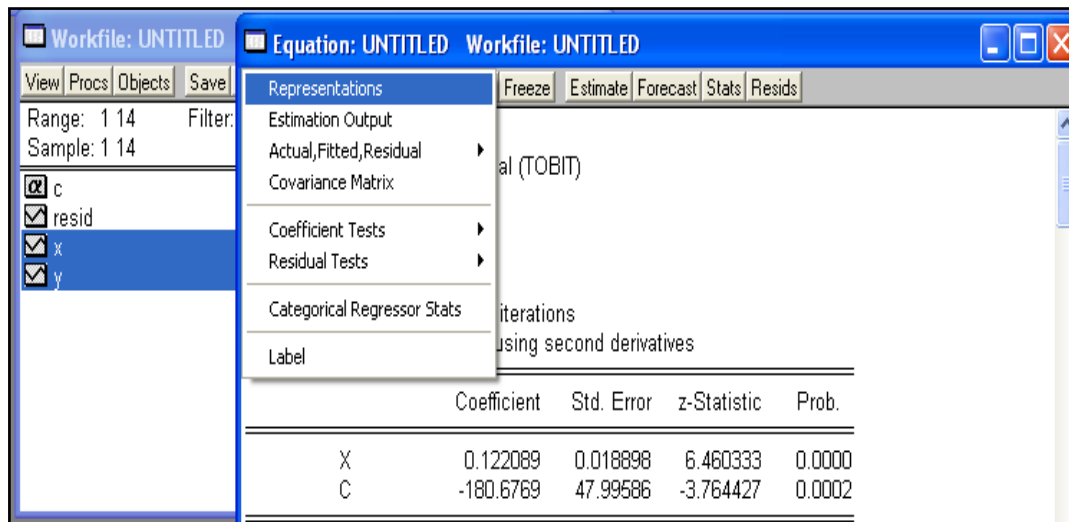 Workfile: UNTITLED
View Procs Objects Save
Range: 1 14 Filter:
Sample: 1 14
c
resid
x
y
Equation: UNTITLED Workfile: UNTITLED
Freeze Estimate Forecast Stats Resids
Representations
Estimation Output
Actual,Fitted,Residual
Covariance Matrix
Coefficient Tests
Residual Tests
Categorical Regressor Stats
Label
al (TOBIT)
iterations
using second derivatives
Coefficient Std. Error z-Statistic Prob.
X 0.122089 0.018898 6.460333 0.0000
C -180.6769 47.99586 -3.764427 0.0002